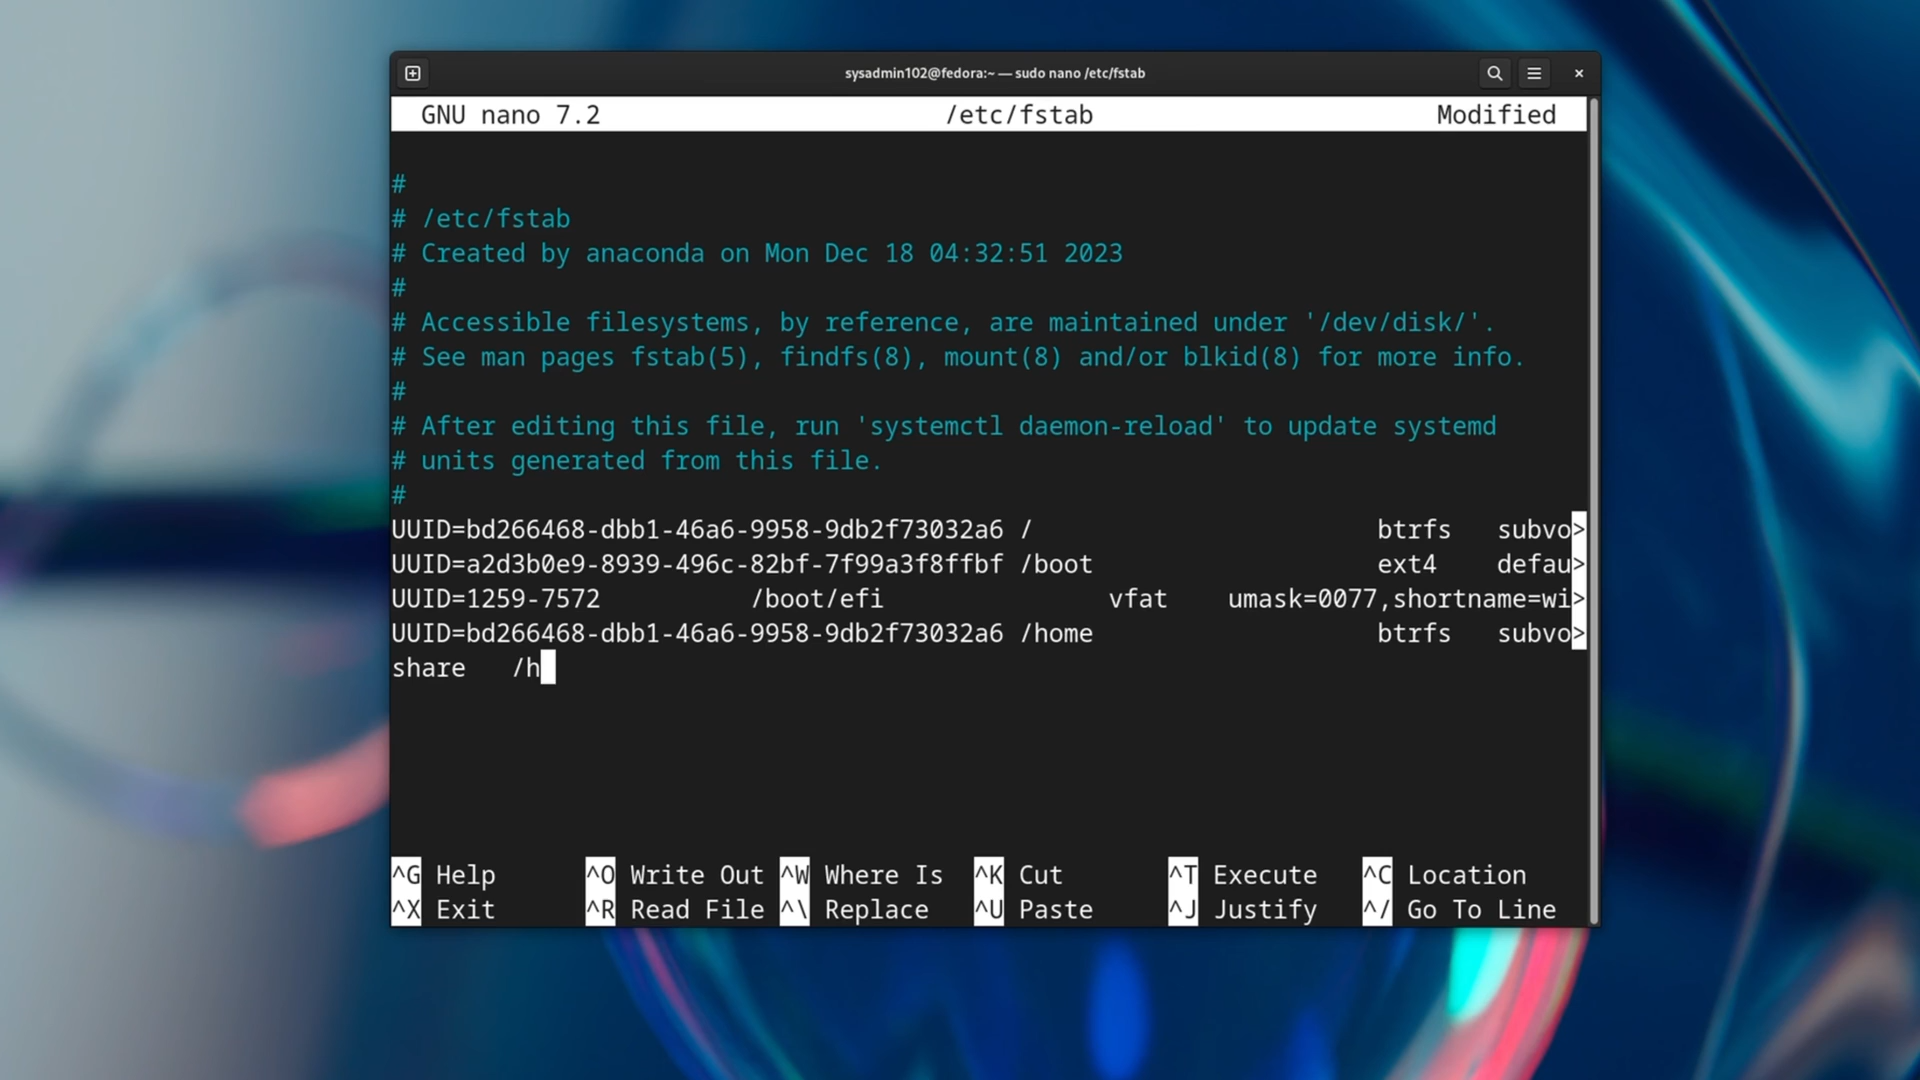 sysadmin102@fedora:~ — sudo nano /etc/fstab
GNU nano 7.2 /etc/fstab Modified
#
# /etc/fstab
# Created by anaconda on Mon Dec 18 04:32:51 2023
#
# Accessible filesystems, by reference, are maintained under '/dev/disk/'.
# See man pages fstab(5), findfs(8), mount(8) and/or blkid(8) for more info.
#
# After editing this file, run 'systemctl daemon-reload' to update systemd
# units generated from this file.
#
UUID=bd266468-dbb1-46a6-9958-9db2f73032a6 / btrfs subvo>
UUID=a2d3b0e9-8939-496c-82bf-7f99a3f8ffbf /boot ext4 defau>
UUID=1259-7572 /boot/efi vfat umask=0077,shortname=wi>
UUID=bd266468-dbb1-46a6-9958-9db2f73032a6 /home btrfs subvo>
share /h
^G Help ^O Write Out ^W Where Is ^K Cut ^T Execute ^C Location
^X Exit ^R Read File ^\ Replace ^U Paste ^J Justify ^/ Go To Line